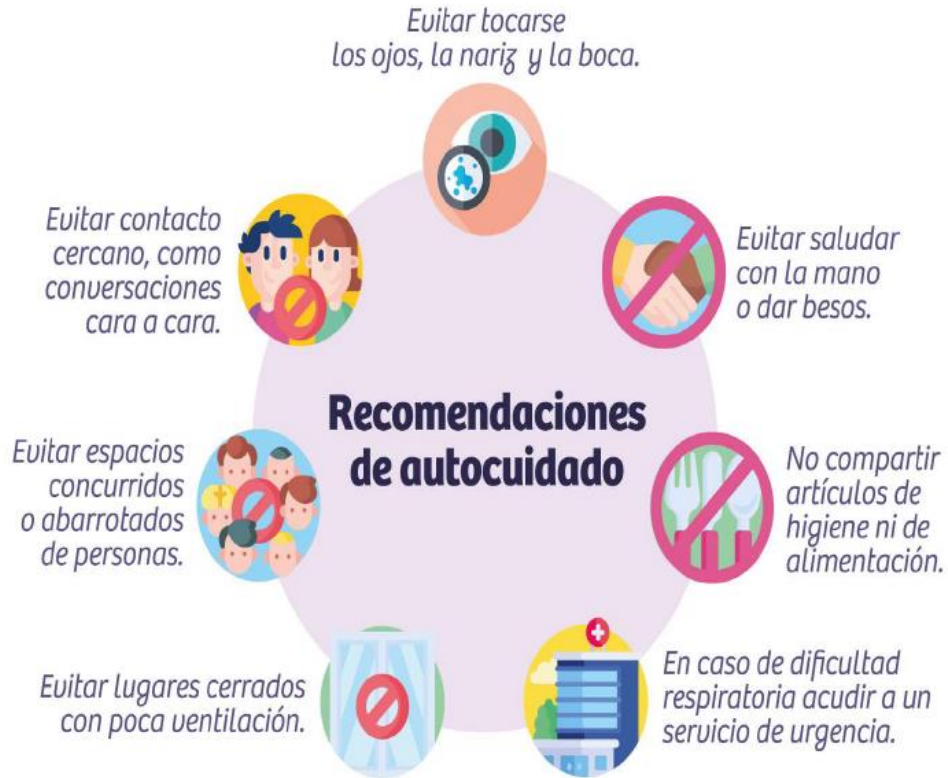 Evitar tocarse
los ojos, la nariz y la boca.
Evitar saludar
con la mano
o dar besos.
No compartir
artículos de
higiene ni de
alimentación.
En caso de dificultad
respiratoria acudir a un
servicio de urgencia.
Evitar lugares cerrados
con poca ventilación.
Evitar espacios
concurridos
o abarrotados
de personas.
Evitar contacto
cercano, como
conversaciones
cara a cara.
Recomendaciones
de autocuidado